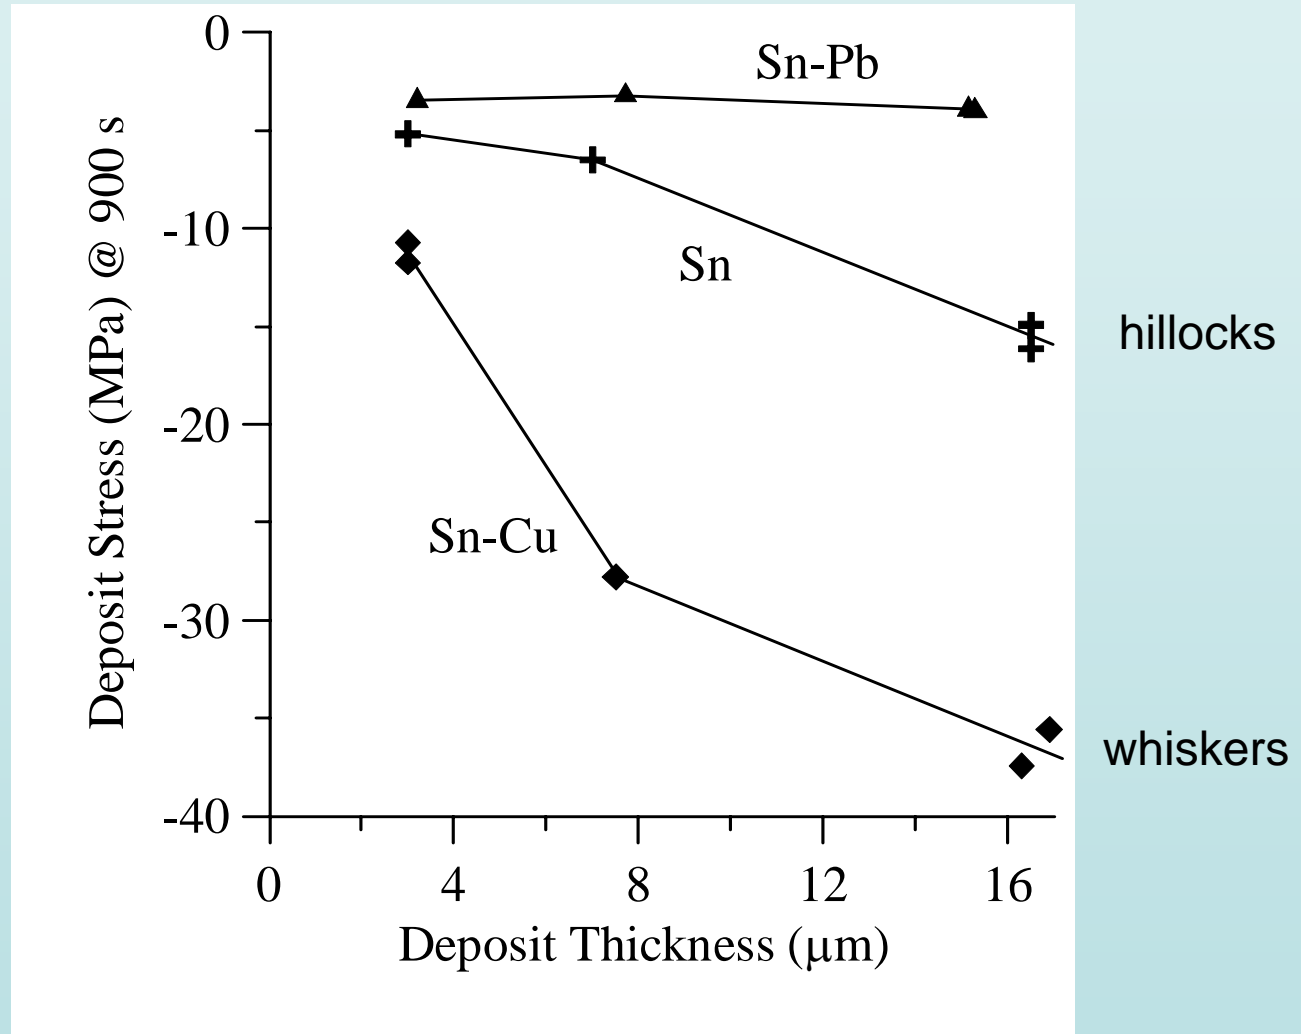 0
-10
-20
-30
-40
Deposit Stress (MPa) @ 900 s
Sn-Pb
Sn
Sn-Cu
hillocks
whiskers
0 4 8 12 16
Deposit Thickness (μm)